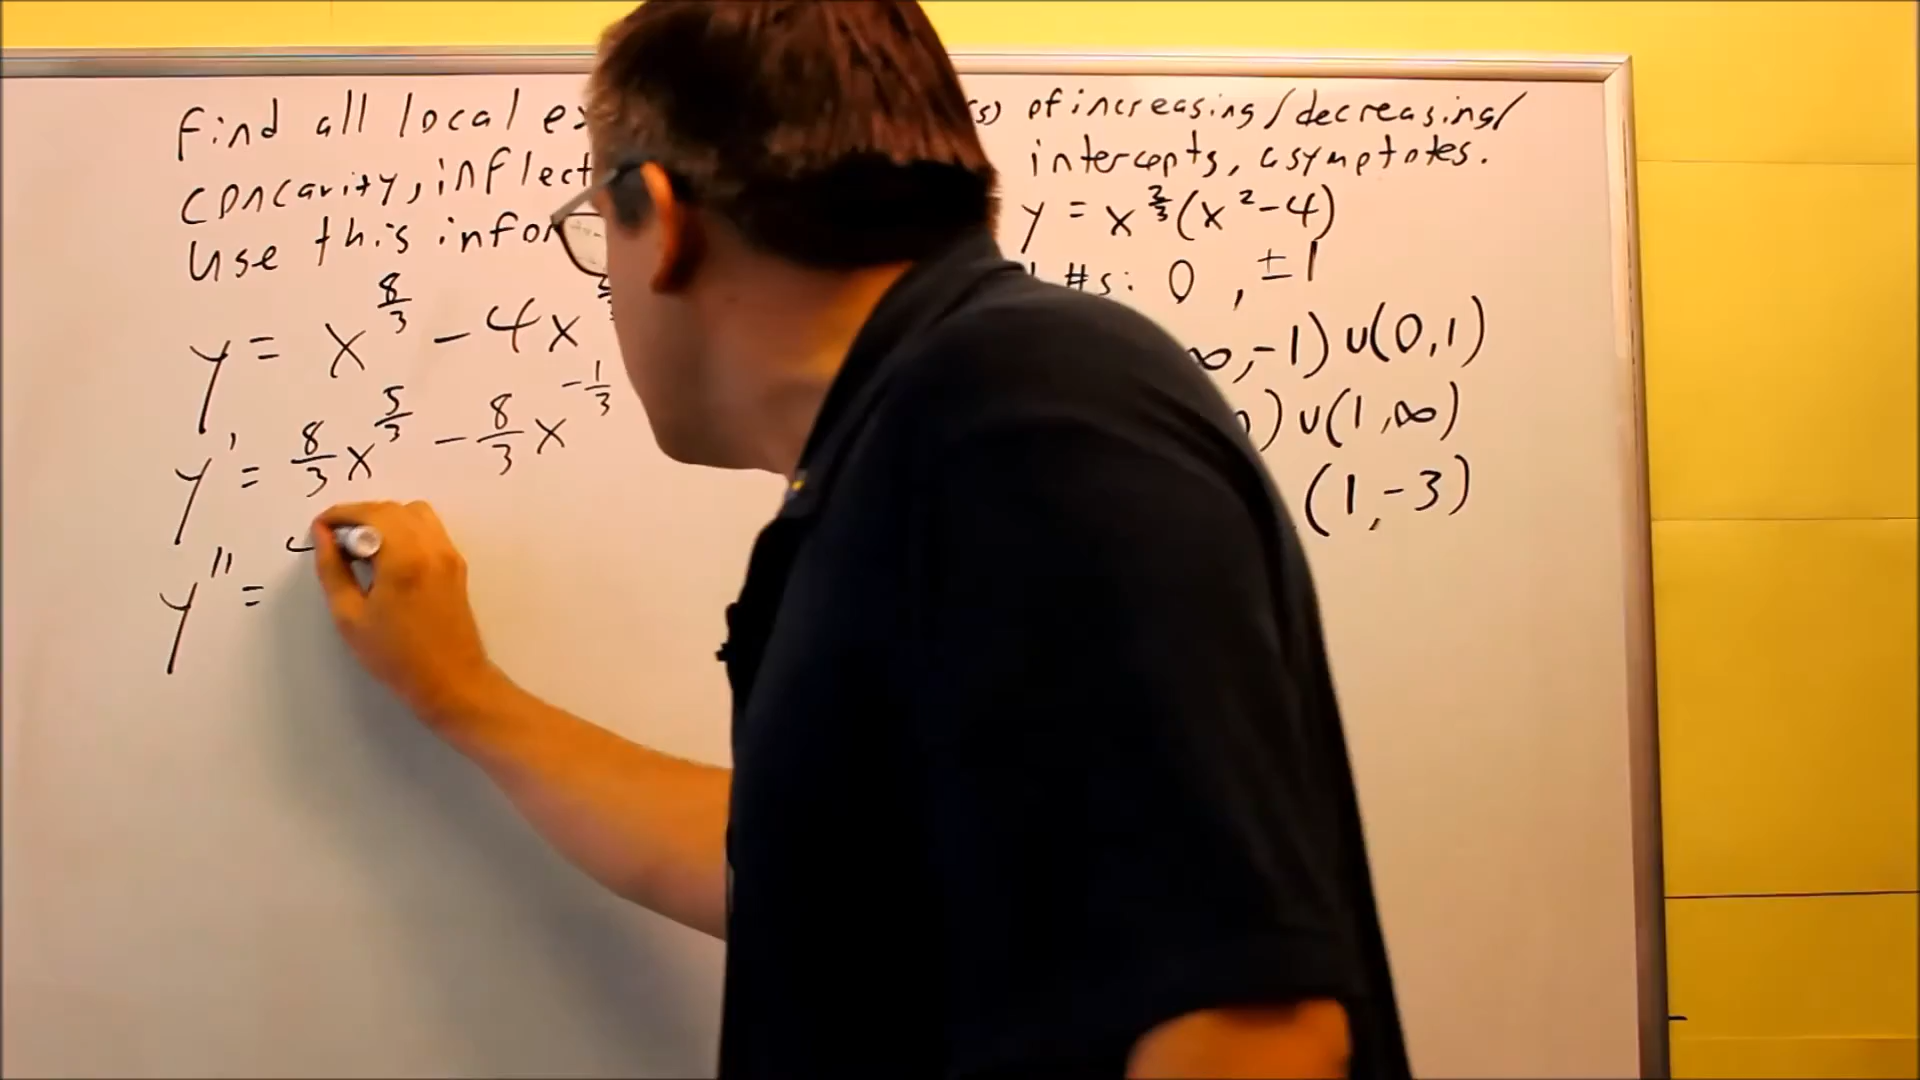 Find all local
(s) of increasing/decreasing/
concavity, inflect
intercepts, asymptotes.
Use this infor
y = x^(2/3) (x² - 4)
#s: 0, ±1
y = x^(8/3) - 4x
, -1) ∪ (0, 1)
y' = 8/3 x^(5/3) - 8/3 x^(-1/3)
) ∪ (1, ∞)
(1, -3)
y'' =